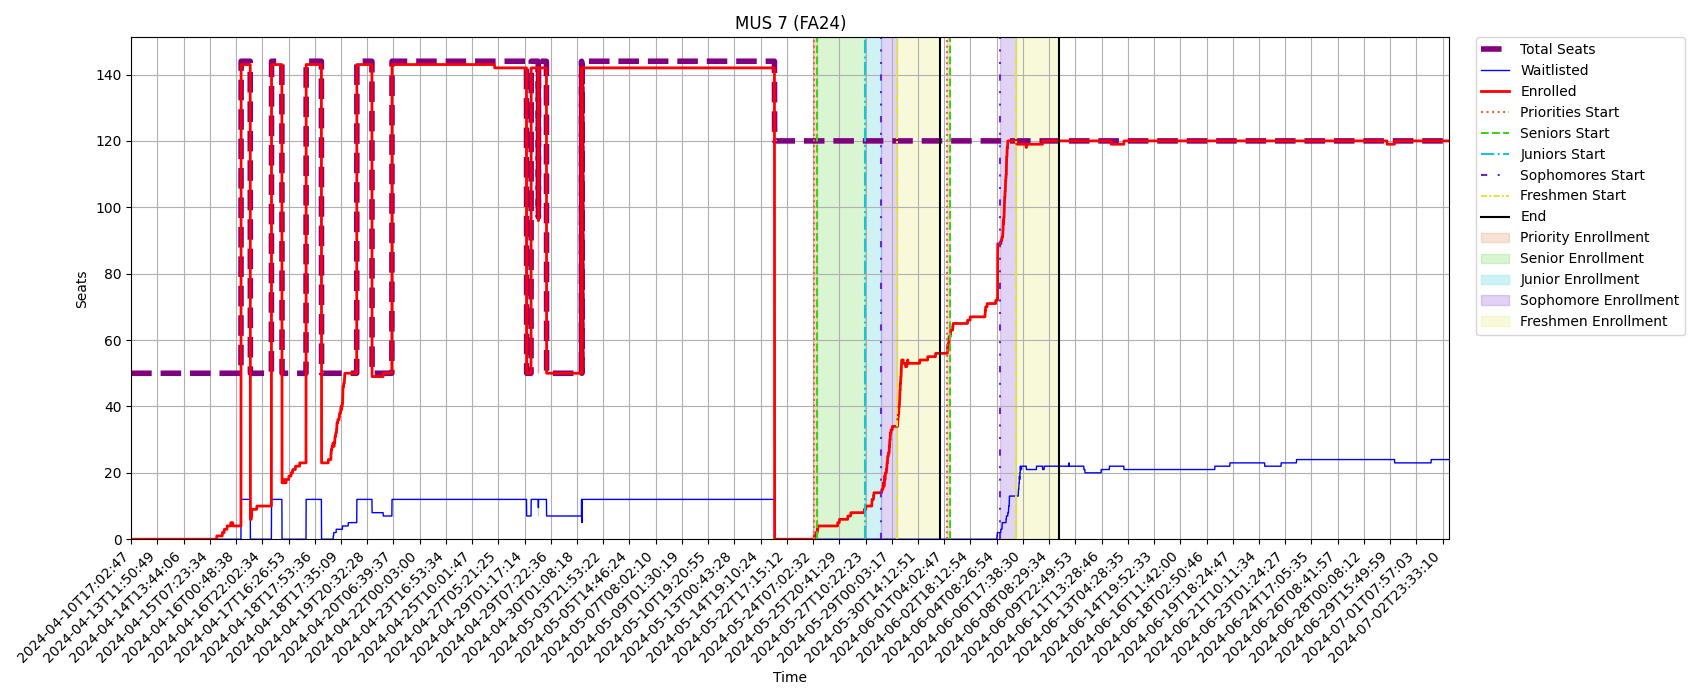 MUS 7 (FA24)
Total Seats
Waitlisted
Enrolled
Priorities Start
Seniors Start
Juniors Start
Sophomores Start
Freshmen Start
End
Priority Enrollment
Senior Enrollment
Junior Enrollment
Sophomore Enrollment
Freshmen Enrollment
Seats
140
120
100
80
60
40
20
0
2024-04-10T17:02:47
2024-04-13T11:50:49
2024-04-14T13:44:06
2024-04-15T07:23:34
2024-04-16T00:48:38
2024-04-16T22:02:34
2024-04-17T16:26:53
2024-04-18T17:53:36
2024-04-18T17:35:09
2024-04-19T20:32:28
2024-04-20T06:39:37
2024-04-22T00:03:00
2024-04-23T16:53:34
2024-04-25T10:01:47
2024-04-27T05:21:25
2024-04-29T01:17:14
2024-04-29T07:22:36
2024-04-30T01:08:18
2024-05-03T21:53:22
2024-05-05T14:46:24
2024-05-07T08:02:10
2024-05-09T01:30:19
2024-05-10T19:20:55
2024-05-13T00:43:28
2024-05-14T19:10:24
2024-05-22T17:15:12
2024-05-24T07:02:32
2024-05-25T20:41:29
2024-05-27T10:22:23
2024-05-29T00:03:17
2024-05-30T14:12:51
2024-06-01T04:02:47
2024-06-02T18:12:54
2024-06-04T08:26:54
2024-06-06T17:38:30
2024-06-08T08:29:34
2024-06-09T22:49:53
2024-06-11T13:28:46
2024-06-13T04:28:35
2024-06-14T19:52:33
2024-06-16T11:42:00
2024-06-18T02:50:46
2024-06-19T18:24:47
2024-06-21T10:11:34
2024-06-23T01:24:27
2024-06-24T17:05:35
2024-06-26T08:41:57
2024-06-28T00:08:12
2024-06-29T15:49:59
2024-07-01T07:57:03
2024-07-02T23:33:10
Time